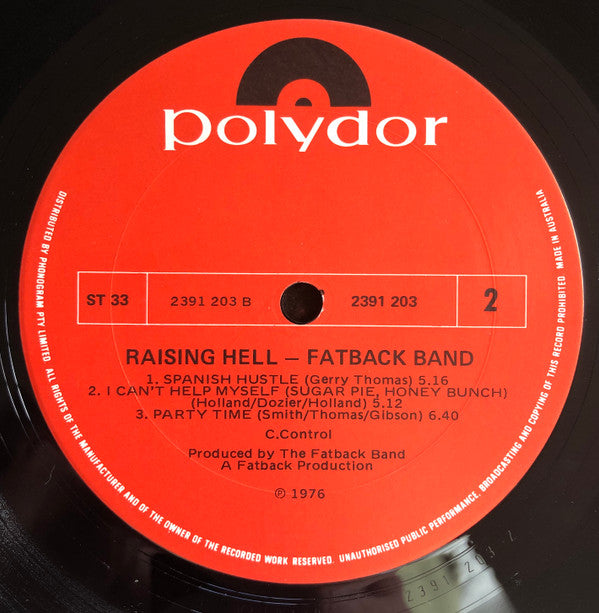 polydor
ST 33
2391 203 B
2391 203
2
RAISING HELL – FATBACK BAND
1. SPANISH HUSTLE (Gerry Thomas) 5.16
2. I CAN'T HELP MYSELF (SUGAR PIE, HONEY BUNCH)
(Holland/Dozier/Holland) 5.12
3. PARTY TIME (Smith/Thomas/Gibson) 6.40
C.Control
Produced by The Fatback Band
A Fatback Production
℗ 1976
DISTRIBUTED BY PHONOGRAM PTY LIMITED. ALL RIGHTS OF THE MANUFACTURER AND OF THE OWNER OF THE RECORDED WORK RESERVED. UNAUTHORISED PUBLIC PERFORMANCE, BROADCASTING AND COPYING OF THIS RECORD PROHIBITED. MADE IN AUSTRALIA
2391 203